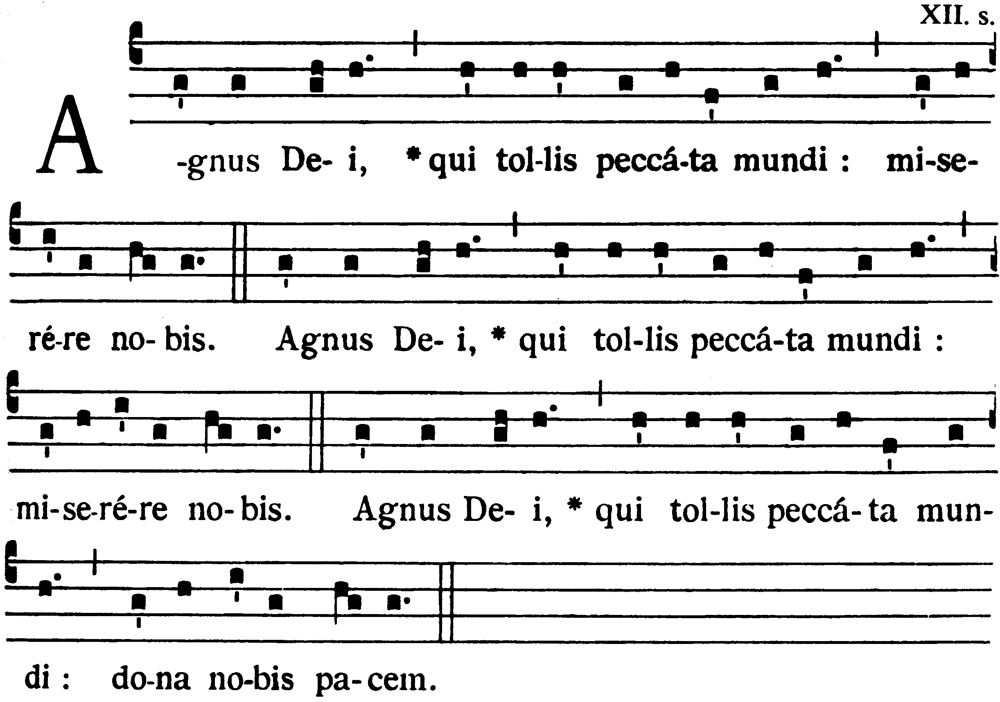 XII. s.
A-gnus De- i, * qui tol-lis peccá-ta mundi : mi-se-
ré-re no- bis. Agnus De- i, * qui tol-lis peccá-ta mundi :
mi-se-ré-re no- bis. Agnus De- i, * qui tol-lis peccá- ta mun-
di : do-na no-bis pa- cem.